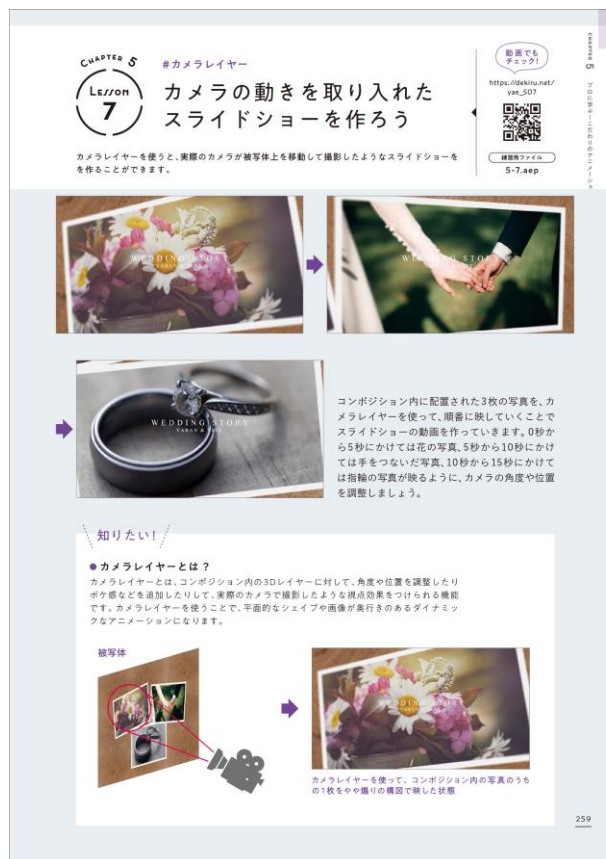 CHAPTER 5
LESSON
7
#カメラレイヤー
カメラの動きを取り入れた
スライドショーを作ろう
カメラレイヤーを使うと、実際のカメラが被写体上を移動して撮影したようなスライドショーを
を作ることができます。
動画でも
チェック!
https://dekiru.net/
yae_507
練習用ファイル
5-7.aep
CHAPTER 5 プロに学ぶ!こだわりのアニメーショ
WEDDING STORY
WEDDING STORY
WEDDING STORY
コンポジション内に配置された3枚の写真を、カ
メラレイヤーを使って、順番に映していくことで
スライドショーの動画を作っていきます。0秒か
ら5秒にかけては花の写真、5秒から10秒にかけ
ては手をつないだ写真、10秒から15秒にかけて
は指輪の写真が映るように、カメラの角度や位置
を調整しましょう。
知りたい!
●カメラレイヤーとは?
カメラレイヤーとは、コンポジション内の3Dレイヤーに対して、角度や位置を調整したり
ボケ感などを追加したりして、実際のカメラで撮影したような視点効果をつけられる機能
です。カメラレイヤーを使うことで、平面的なシェイプや画像が奥行きのあるダイナミッ
クなアニメーションになります。
被写体
WEDDING STORY
カメラレイヤーを使って、コンポジション内の写真のうち
の1枚をやや煽りの構図で映した状態
259